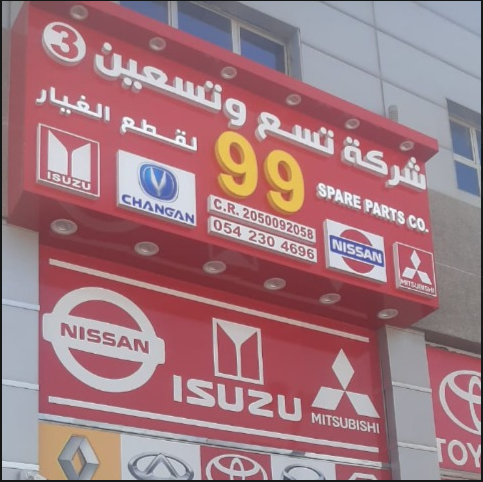 شركة تسع وتسعين 3
لقطع الغيار
99
SPARE PARTS CO.
ISUZU
CHANGAN
C.R. 2050092058
054 230 4696
NISSAN
MITSUBISHI
NISSAN
ISUZU
MITSUBISHI
TOYO